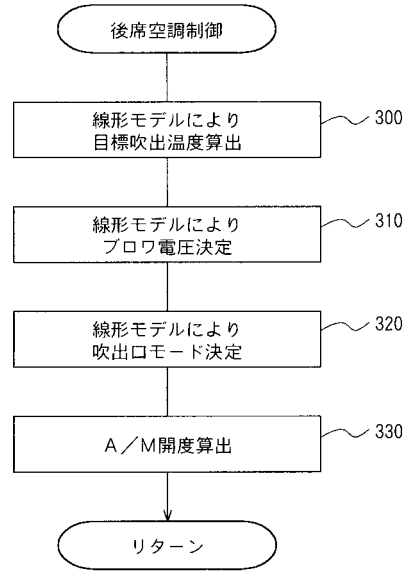 後席空調制御
線形モデルにより
目標吹出温度算出
300
線形モデルにより
ブロワ電圧決定
310
線形モデルにより
吹出口モード決定
320
A/M開度算出
330
リターン